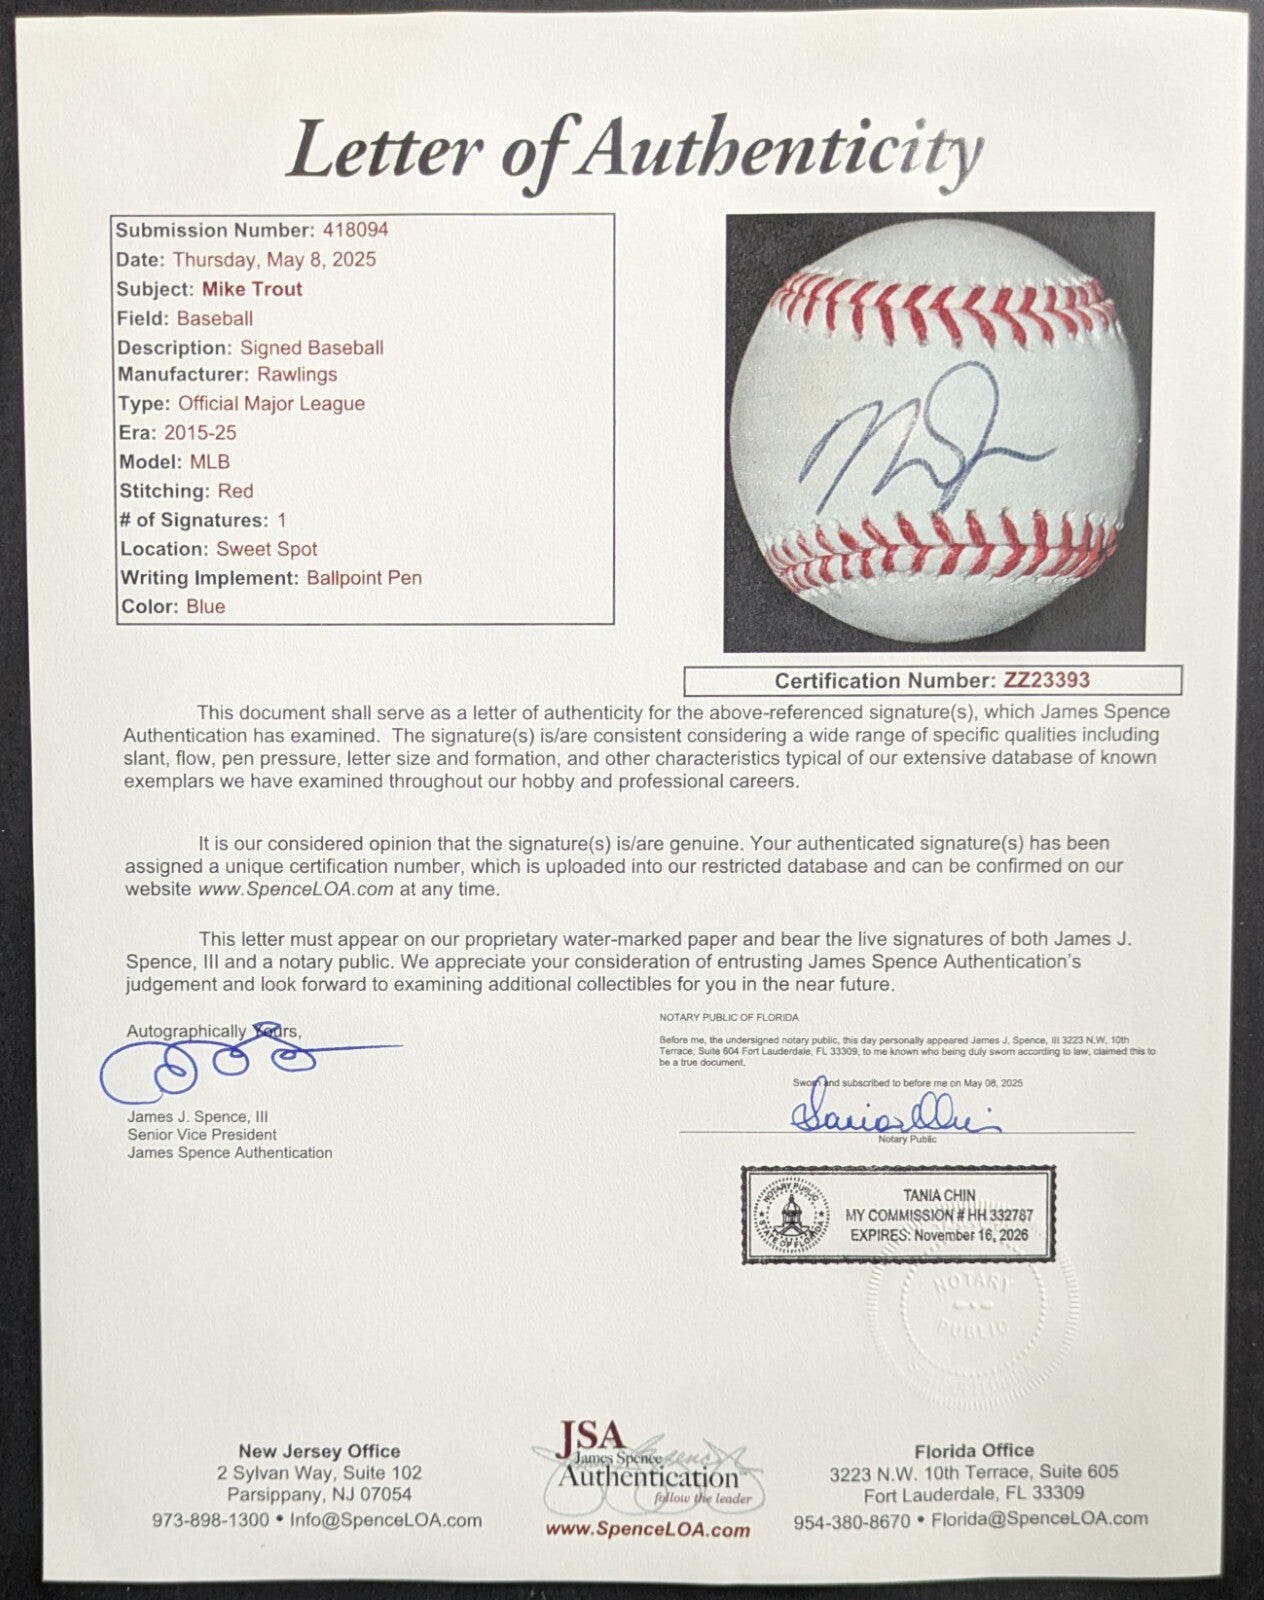 Letter of Authenticity
Submission Number: 418094
Date: Thursday, May 8, 2025
Subject: Mike Trout
Field: Baseball
Description: Signed Baseball
Manufacturer: Rawlings
Type: Official Major League
Era: 2015-25
Model: MLB
Stitching: Red
# of Signatures: 1
Location: Sweet Spot
Writing Implement: Ballpoint Pen
Color: Blue
Certification Number: ZZ23393
This document shall serve as a letter of authenticity for the above-referenced signature(s), which James Spence
Authentication has examined. The signature(s) is/are consistent considering a wide range of specific qualities including
slant, flow, pen pressure, letter size and formation, and other characteristics typical of our extensive database of known
exemplars we have examined throughout our hobby and professional careers.
It is our considered opinion that the signature(s) is/are genuine. Your authenticated signature(s) has been
assigned a unique certification number, which is uploaded into our restricted database and can be confirmed on our
website www.SpenceLOA.com at any time.
This letter must appear on our proprietary water-marked paper and bear the live signatures of both James J.
Spence, III and a notary public. We appreciate your consideration of entrusting James Spence Authentication's
judgement and look forward to examining additional collectibles for you in the near future.
Autographically Yours,
James J. Spence, III
Senior Vice President
James Spence Authentication
NOTARY PUBLIC OF FLORIDA
Before me, the undersigned notary public, this day personally appeared James J. Spence, III 3223 N.W. 10th
Terrace, Suite 604 Fort Lauderdale, FL 33309, to me known who being duly sworn according to law, claimed this to
be a true document.
Sworn and subscribed to before me on May 08, 2025
Notary Public
NOTARY PUBLIC
STATE OF FLORIDA
TANIA CHIN
MY COMMISSION # HH 332787
EXPIRES: November 16, 2026
NOTARY
PUBLIC
New Jersey Office
2 Sylvan Way, Suite 102
Parsippany, NJ 07054
973-898-1300 • Info@SpenceLOA.com
JSA
James Spence
Authentication
follow the leader
www.SpenceLOA.com
Florida Office
3223 N.W. 10th Terrace, Suite 605
Fort Lauderdale, FL 33309
954-380-8670 • Florida@SpenceLOA.com